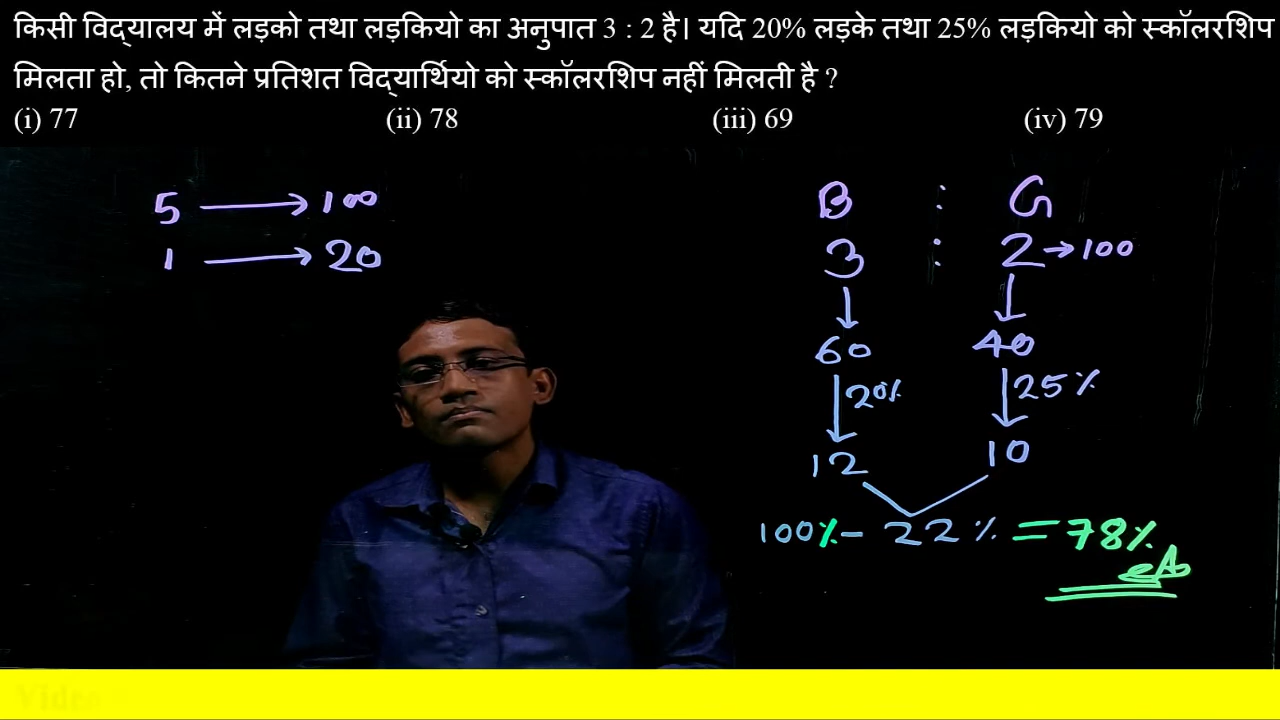 किसी विद्यालय में लड़को तथा लड़कियो का अनुपात 3 : 2 है। यदि 20% लड़के तथा 25% लड़कियो को स्कॉलरशिप
मिलता हो, तो कितने प्रतिशत विद्यार्थियो को स्कॉलरशिप नहीं मिलती है ?
(i) 77 (ii) 78 (iii) 69 (iv) 79
5 → 100
1 → 20
B : G
3 : 2 → 100
60 40
20% 25%
12 10
100% - 22% = 78%
Video